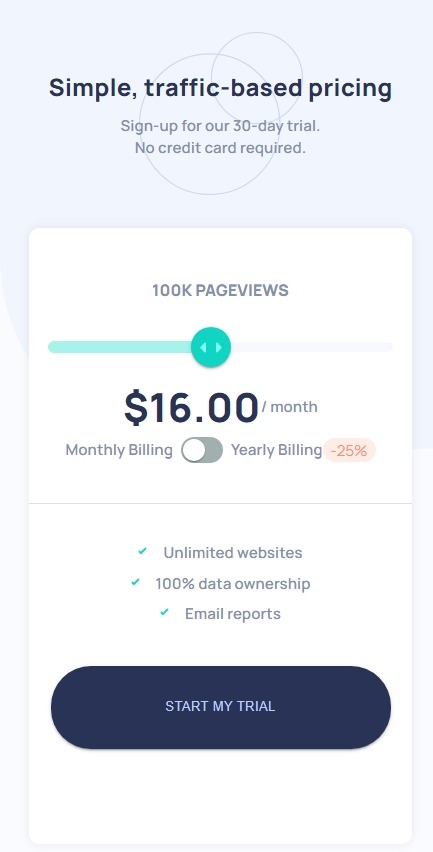 Simple, traffic-based pricing
Sign-up for our 30-day trial.
No credit card required.
100K PAGEVIEWS
$16.00 / month
Monthly Billing Yearly Billing -25%
Unlimited websites
100% data ownership
Email reports
START MY TRIAL